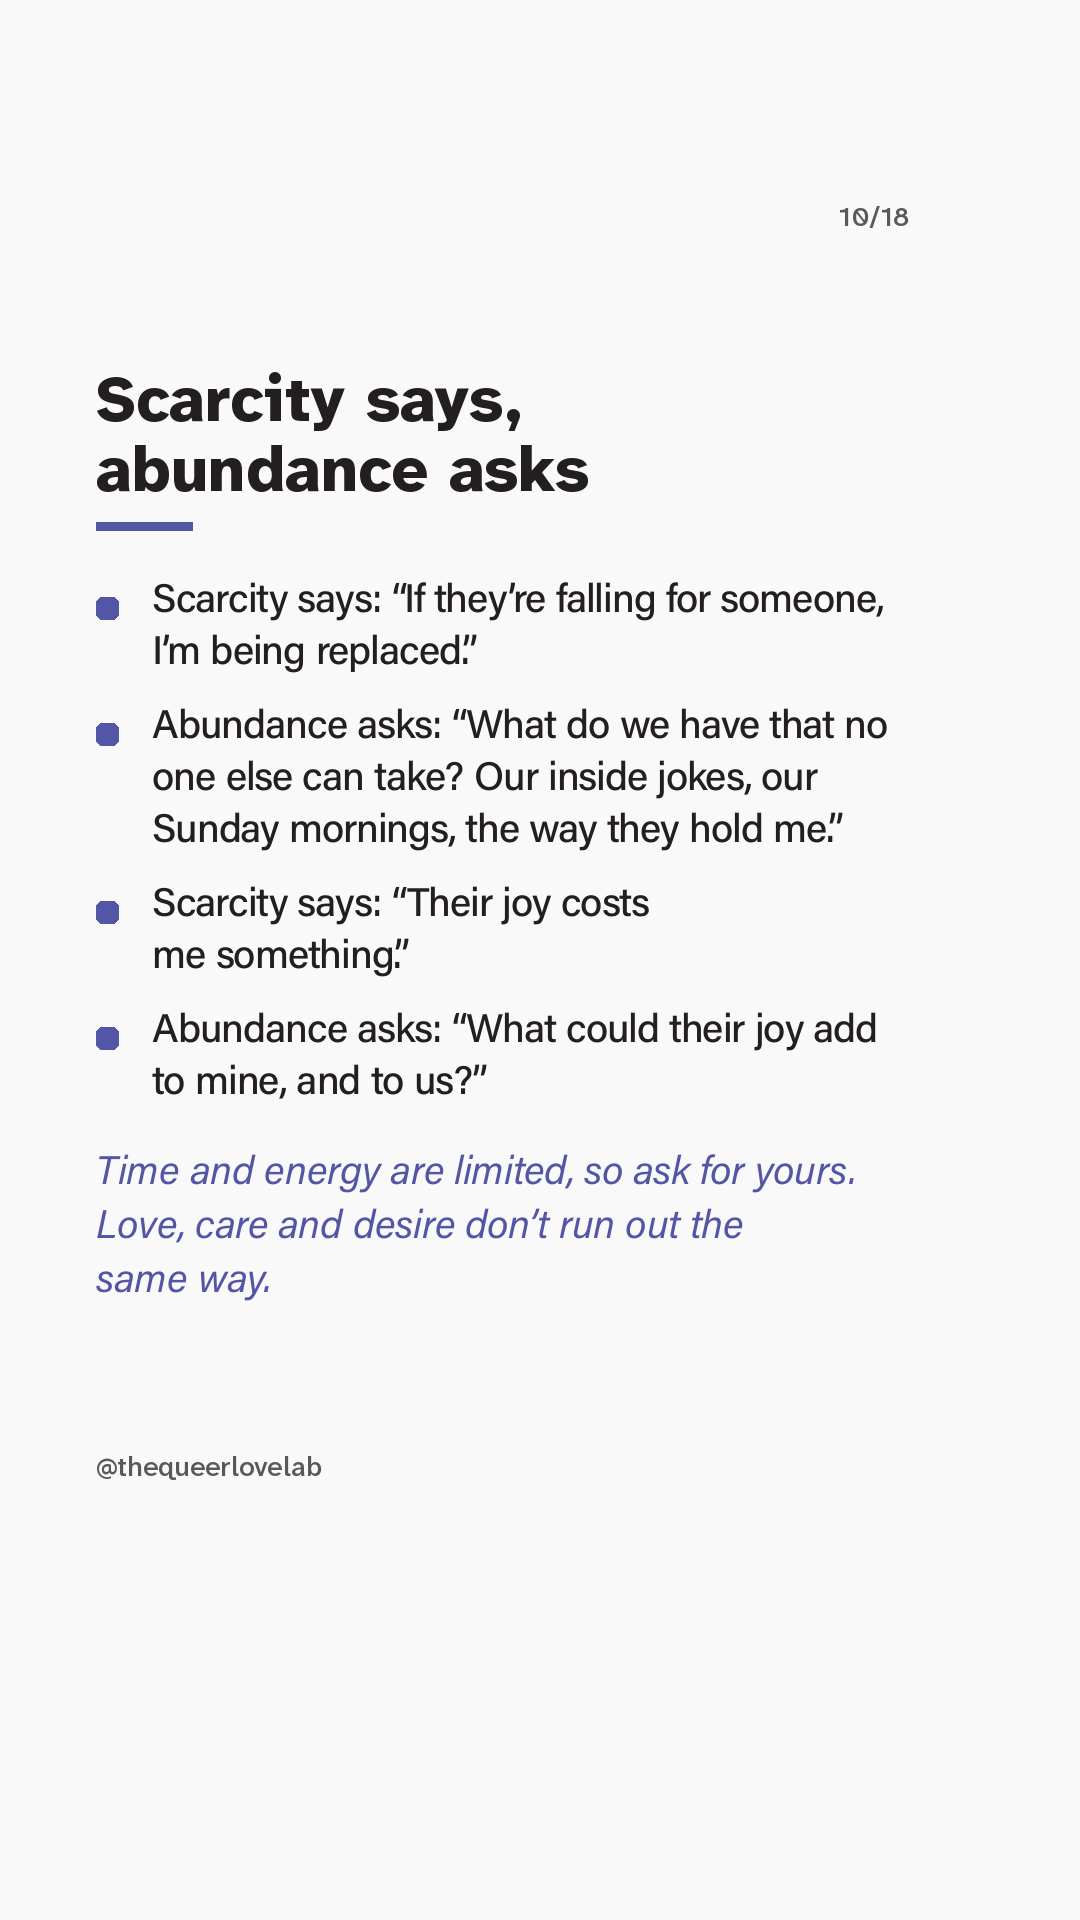 10/18
Scarcity says,
abundance asks
Scarcity says: “If they’re falling for someone,
I’m being replaced.”
Abundance asks: “What do we have that no
one else can take? Our inside jokes, our
Sunday mornings, the way they hold me.”
Scarcity says: “Their joy costs
me something.”
Abundance asks: “What could their joy add
to mine, and to us?”
Time and energy are limited, so ask for yours.
Love, care and desire don’t run out the
same way.
@thequeerlovelab